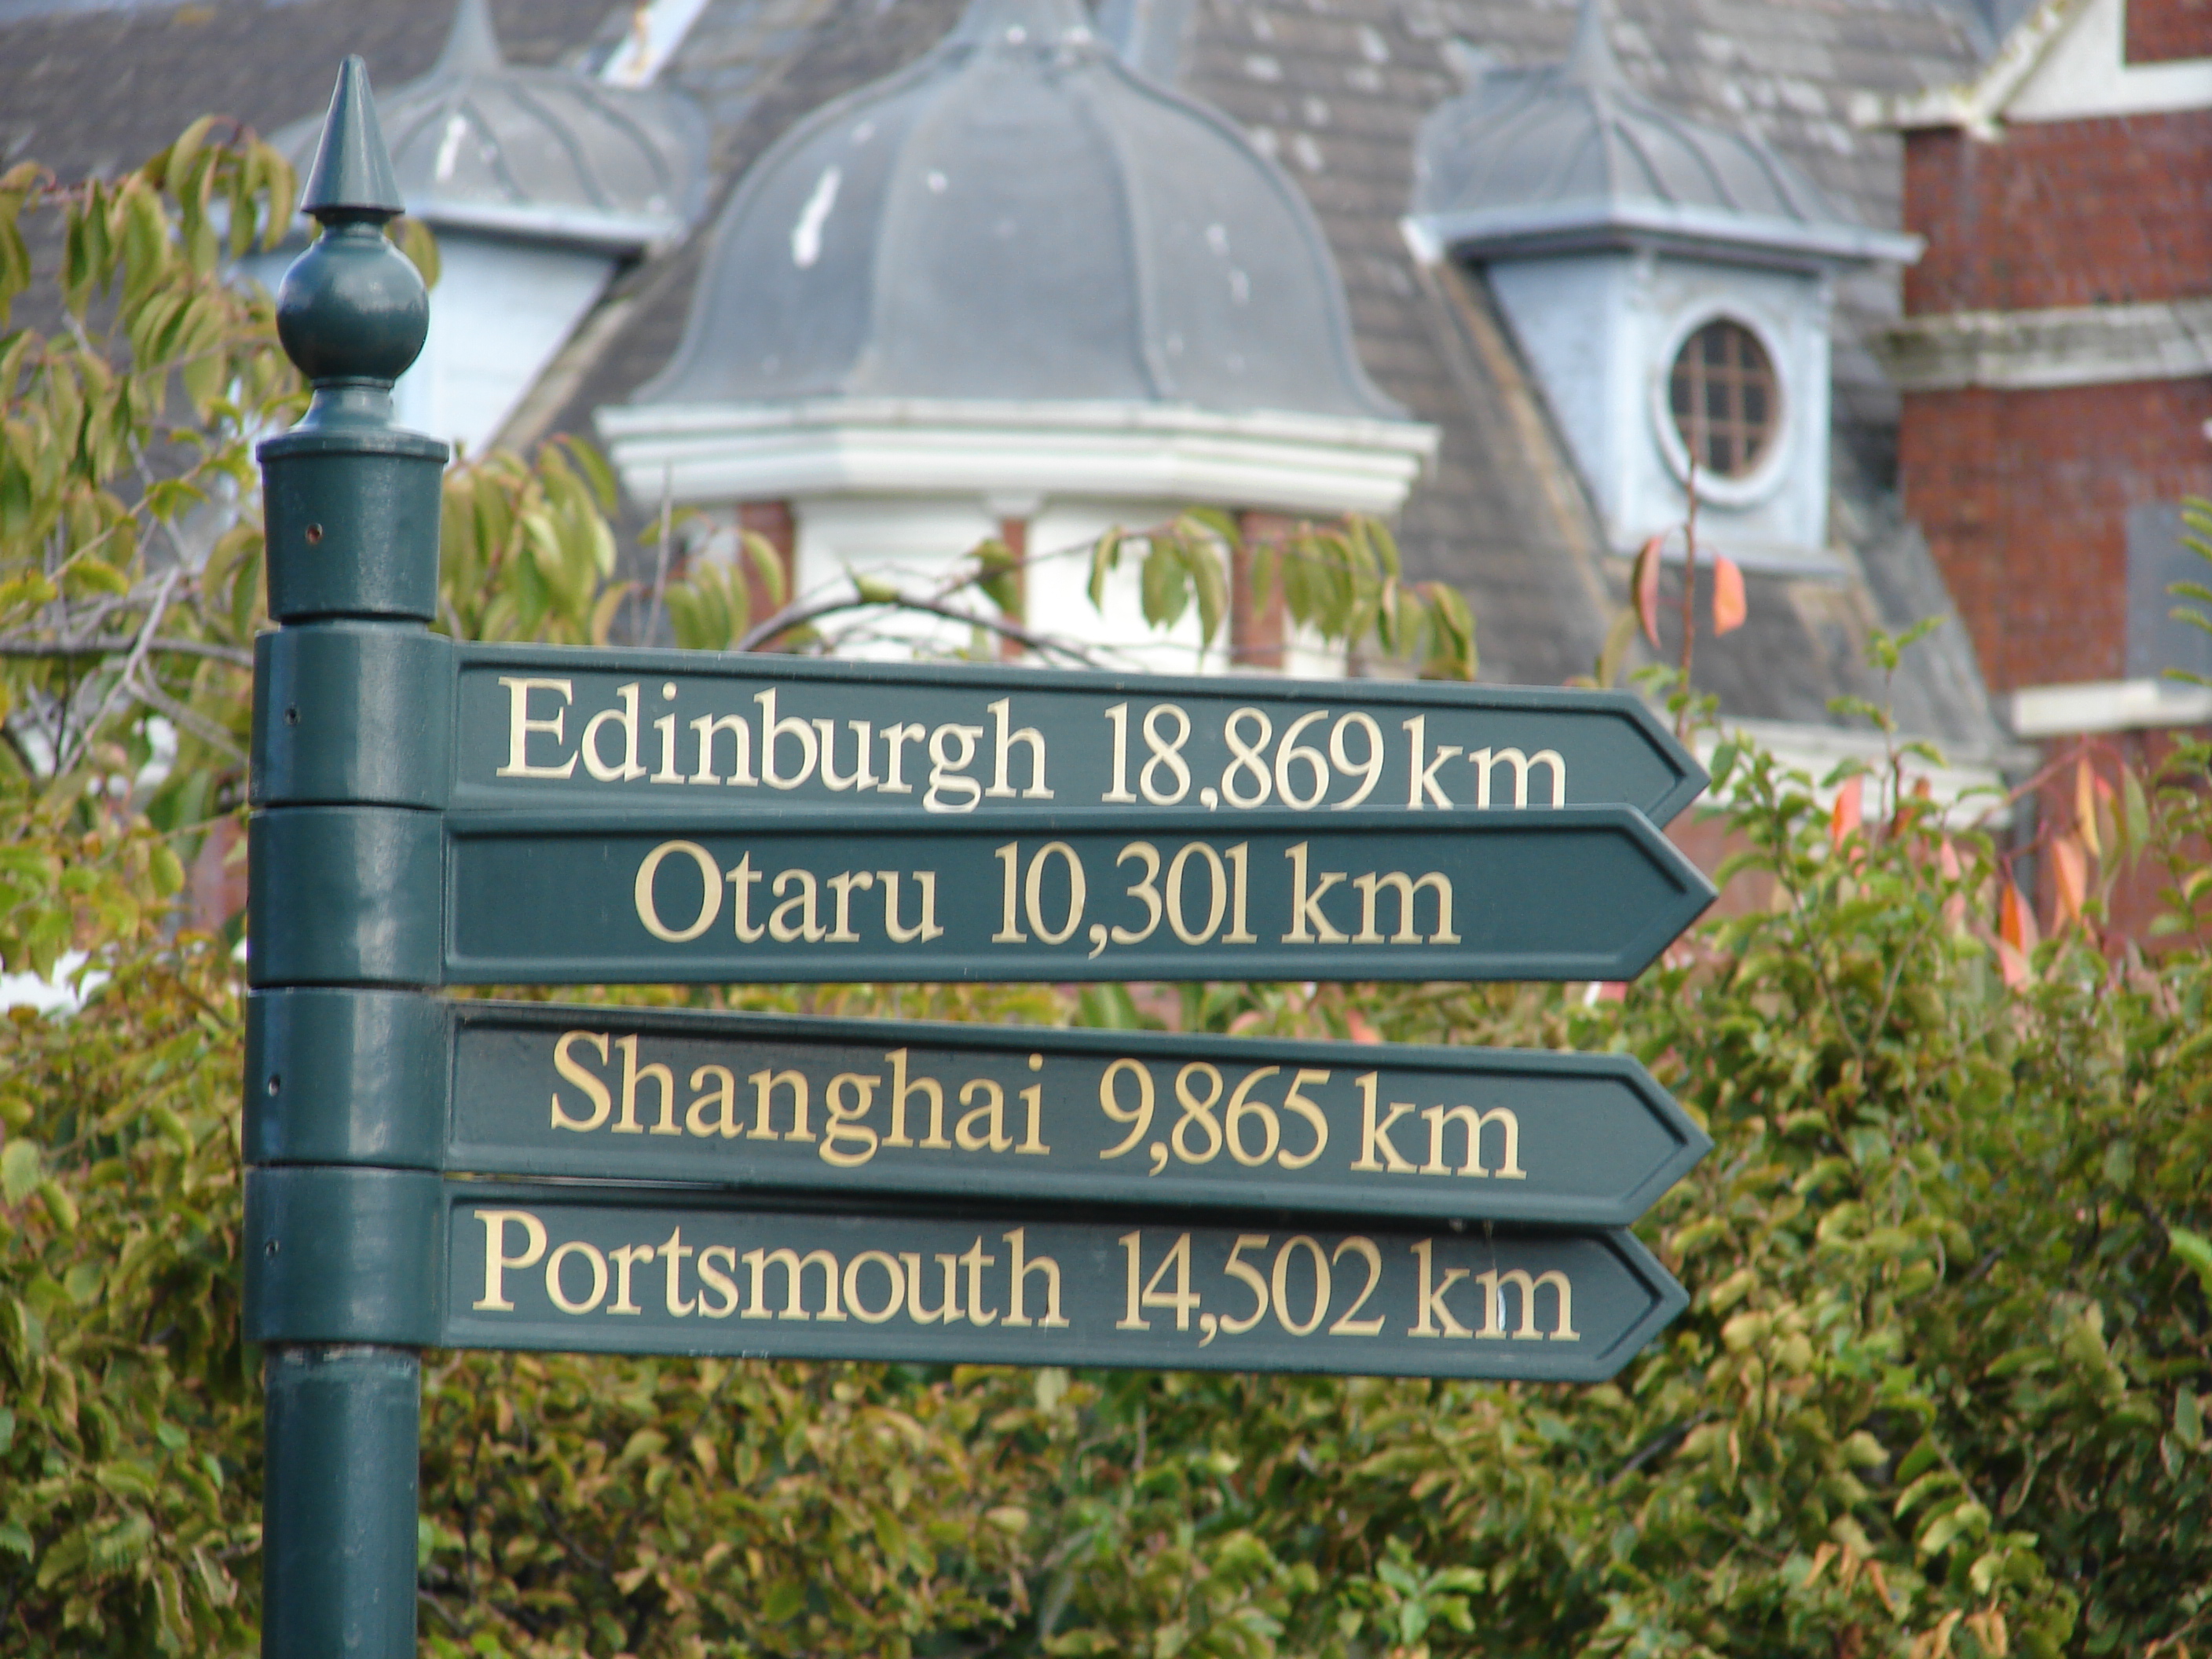 Edinburgh 18,869 km
Otaru 10,301 km
Shanghai 9,865 km
Portsmouth 14,502 km